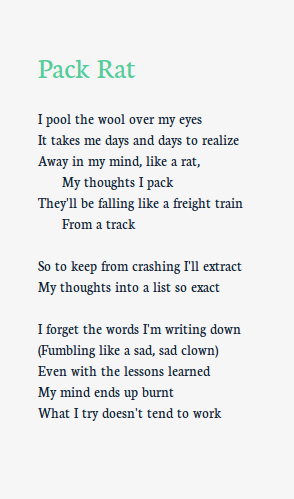 Pack Rat
I pool the wool over my eyes
It takes me days and days to realize
Away in my mind, like a rat,
My thoughts I pack
They'll be falling like a freight train
From a track
So to keep from crashing I'll extract
My thoughts into a list so exact
I forget the words I'm writing down
(Fumbling like a sad, sad clown)
Even with the lessons learned
My mind ends up burnt
What I try doesn't tend to work